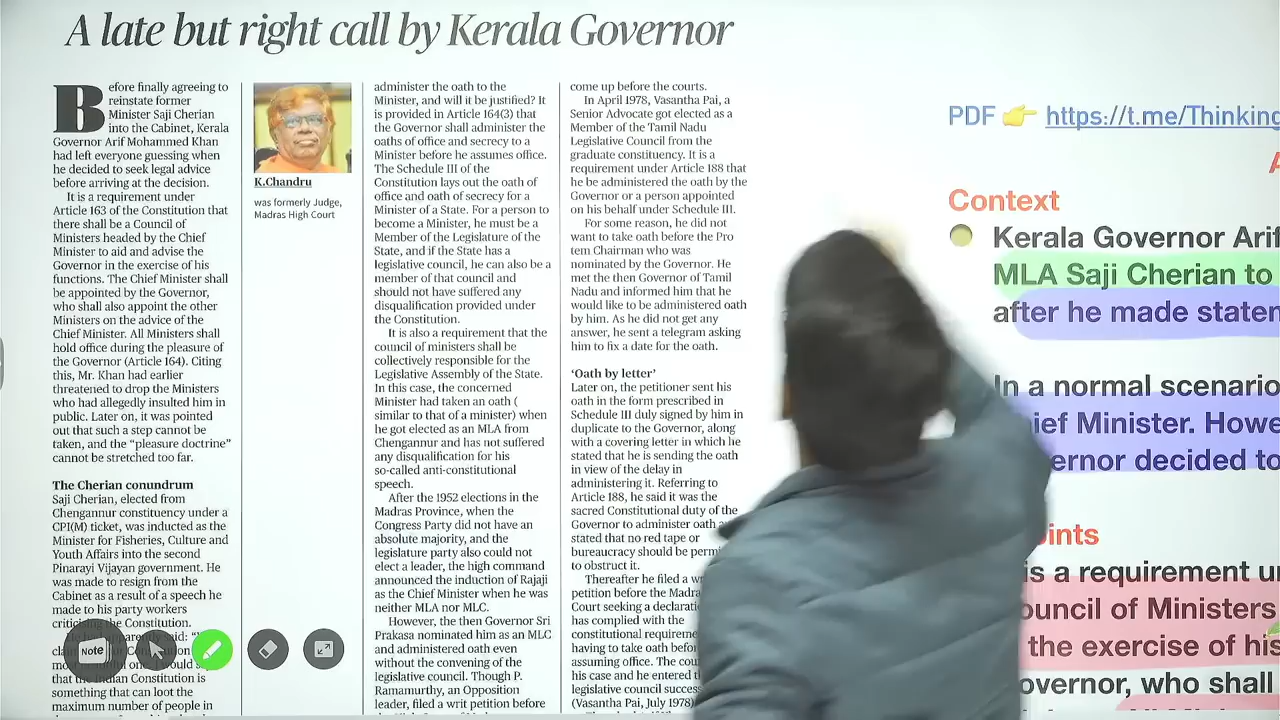 A late but right call by Kerala Governor
Before finally agreeing to
reinstate former
Minister Saji Cherian
into the Cabinet, Kerala
Governor Arif Mohammed Khan
had left everyone guessing when
he decided to seek legal advice
before arriving at the decision.
It is a requirement under
Article 163 of the Constitution that
there shall be a Council of
Ministers headed by the Chief
Minister to aid and advise the
Governor in the exercise of his
functions. The Chief Minister shall
be appointed by the Governor,
who shall also appoint the other
Ministers on the advice of the
Chief Minister. All Ministers shall
hold office during the pleasure of
the Governor (Article 164). Citing
this, Mr. Khan had earlier
threatened to drop the Ministers
who had allegedly insulted him in
public. Later on, it was pointed
out that such a step cannot be
taken, and the “pleasure doctrine”
cannot be stretched too far.
The Cherian conundrum
Saji Cherian, elected from
Chengannur constituency under a
CPI(M) ticket, was inducted as the
Minister for Fisheries, Culture and
Youth Affairs into the second
Pinarayi Vijayan government. He
was made to resign from the
Cabinet as a result of a speech he
made to his party workers
criticising the Constitution.
said:
would
that the Indian Constitution is
something that can loot the
maximum number of people in
K.Chandru
was formerly Judge,
Madras High Court
administer the oath to the
Minister, and will it be justified? It
is provided in Article 164(3) that
the Governor shall administer the
oaths of office and secrecy to a
Minister before he assumes office.
The Schedule III of the
Constitution lays out the oath of
office and oath of secrecy for a
Minister of a State. For a person to
become a Minister, he must be a
Member of the Legislature of the
State, and if the State has a
legislative council, he can also be a
member of that council and
should not have suffered any
disqualification provided under
the Constitution.
It is also a requirement that the
council of ministers shall be
collectively responsible for the
Legislative Assembly of the State.
In this case, the concerned
Minister had taken an oath (
similar to that of a minister) when
he got elected as an MLA from
Chengannur and has not suffered
any disqualification for his
so-called anti-constitutional
speech.
After the 1952 elections in the
Madras Province, when the
Congress Party did not have an
absolute majority, and the
legislature party also could not
elect a leader, the high command
announced the induction of Rajaji
as the Chief Minister when he was
neither MLA nor MLC.
However, the then Governor Sri
Prakasa nominated him as an MLC
and administered oath even
without the convening of the
legislative council. Though P.
Ramamurthy, an Opposition
leader, filed a writ petition before
come up before the courts.
In April 1978, Vasantha Pai, a
Senior Advocate got elected as a
Member of the Tamil Nadu
Legislative Council from the
graduate constituency. It is a
requirement under Article 188 that
he be administered the oath by the
Governor or a person appointed
on his behalf under Schedule III.
For some reason, he did not
want to take oath before the Pro
tem Chairman who was
nominated by the Governor. He
met the then Governor of Tamil
Nadu and informed him that he
would like to be administered oath
by him. As he did not get any
answer, he sent a telegram asking
him to fix a date for the oath.
‘Oath by letter’
Later on, the petitioner sent his
oath in the form prescribed in
Schedule III duly signed by him in
duplicate to the Governor, along
with a covering letter in which he
stated that he is sending the oath
in view of the delay in
administering it. Referring to
Article 188, he said it was the
sacred Constitutional duty of the
Governor to administer oath
stated that no red tape or
bureaucracy should be permi
to obstruct it.
Thereafter he filed a w
petition before the Madra
Court seeking a declarati
has complied with the
constitutional requireme
having to take oath befor
assuming office. The cou
his case and he entered t
legislative council success
(Vasantha Pai, July 1978)
PDF 👉 https://t.me/Thinking
Context
Kerala Governor Arif
MLA Saji Cherian to
after he made staten
In a normal scenario
ief Minister. Howe
ernor decided to
ints
is a requirement u
ouncil of Ministers
the exercise of his
overnor, who shall
Note